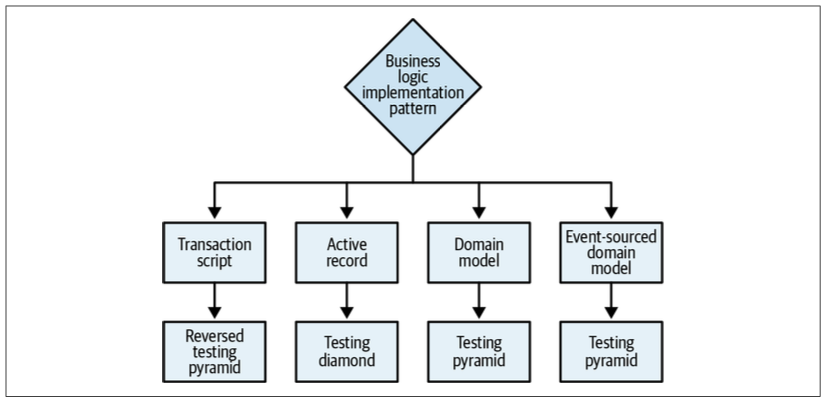 Business
logic
implementation
pattern
Transaction
script
Active
record
Domain
model
Event-sourced
domain
model
Reversed
testing
pyramid
Testing
diamond
Testing
pyramid
Testing
pyramid